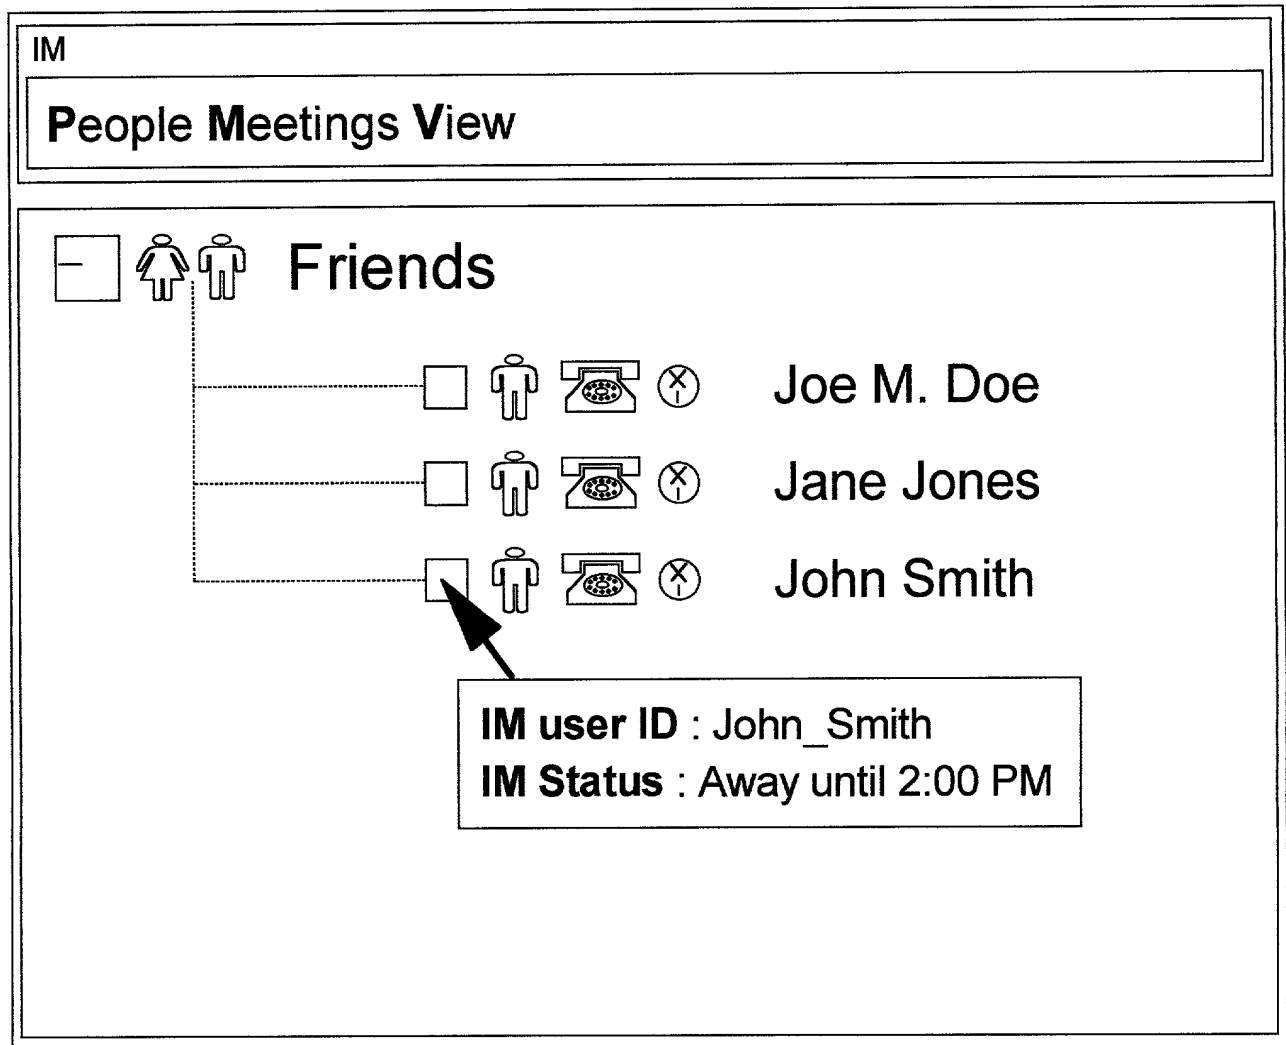 IM
People Meetings View
Friends
Joe M. Doe
Jane Jones
John Smith
IM user ID : John_Smith
IM Status : Away until 2:00 PM